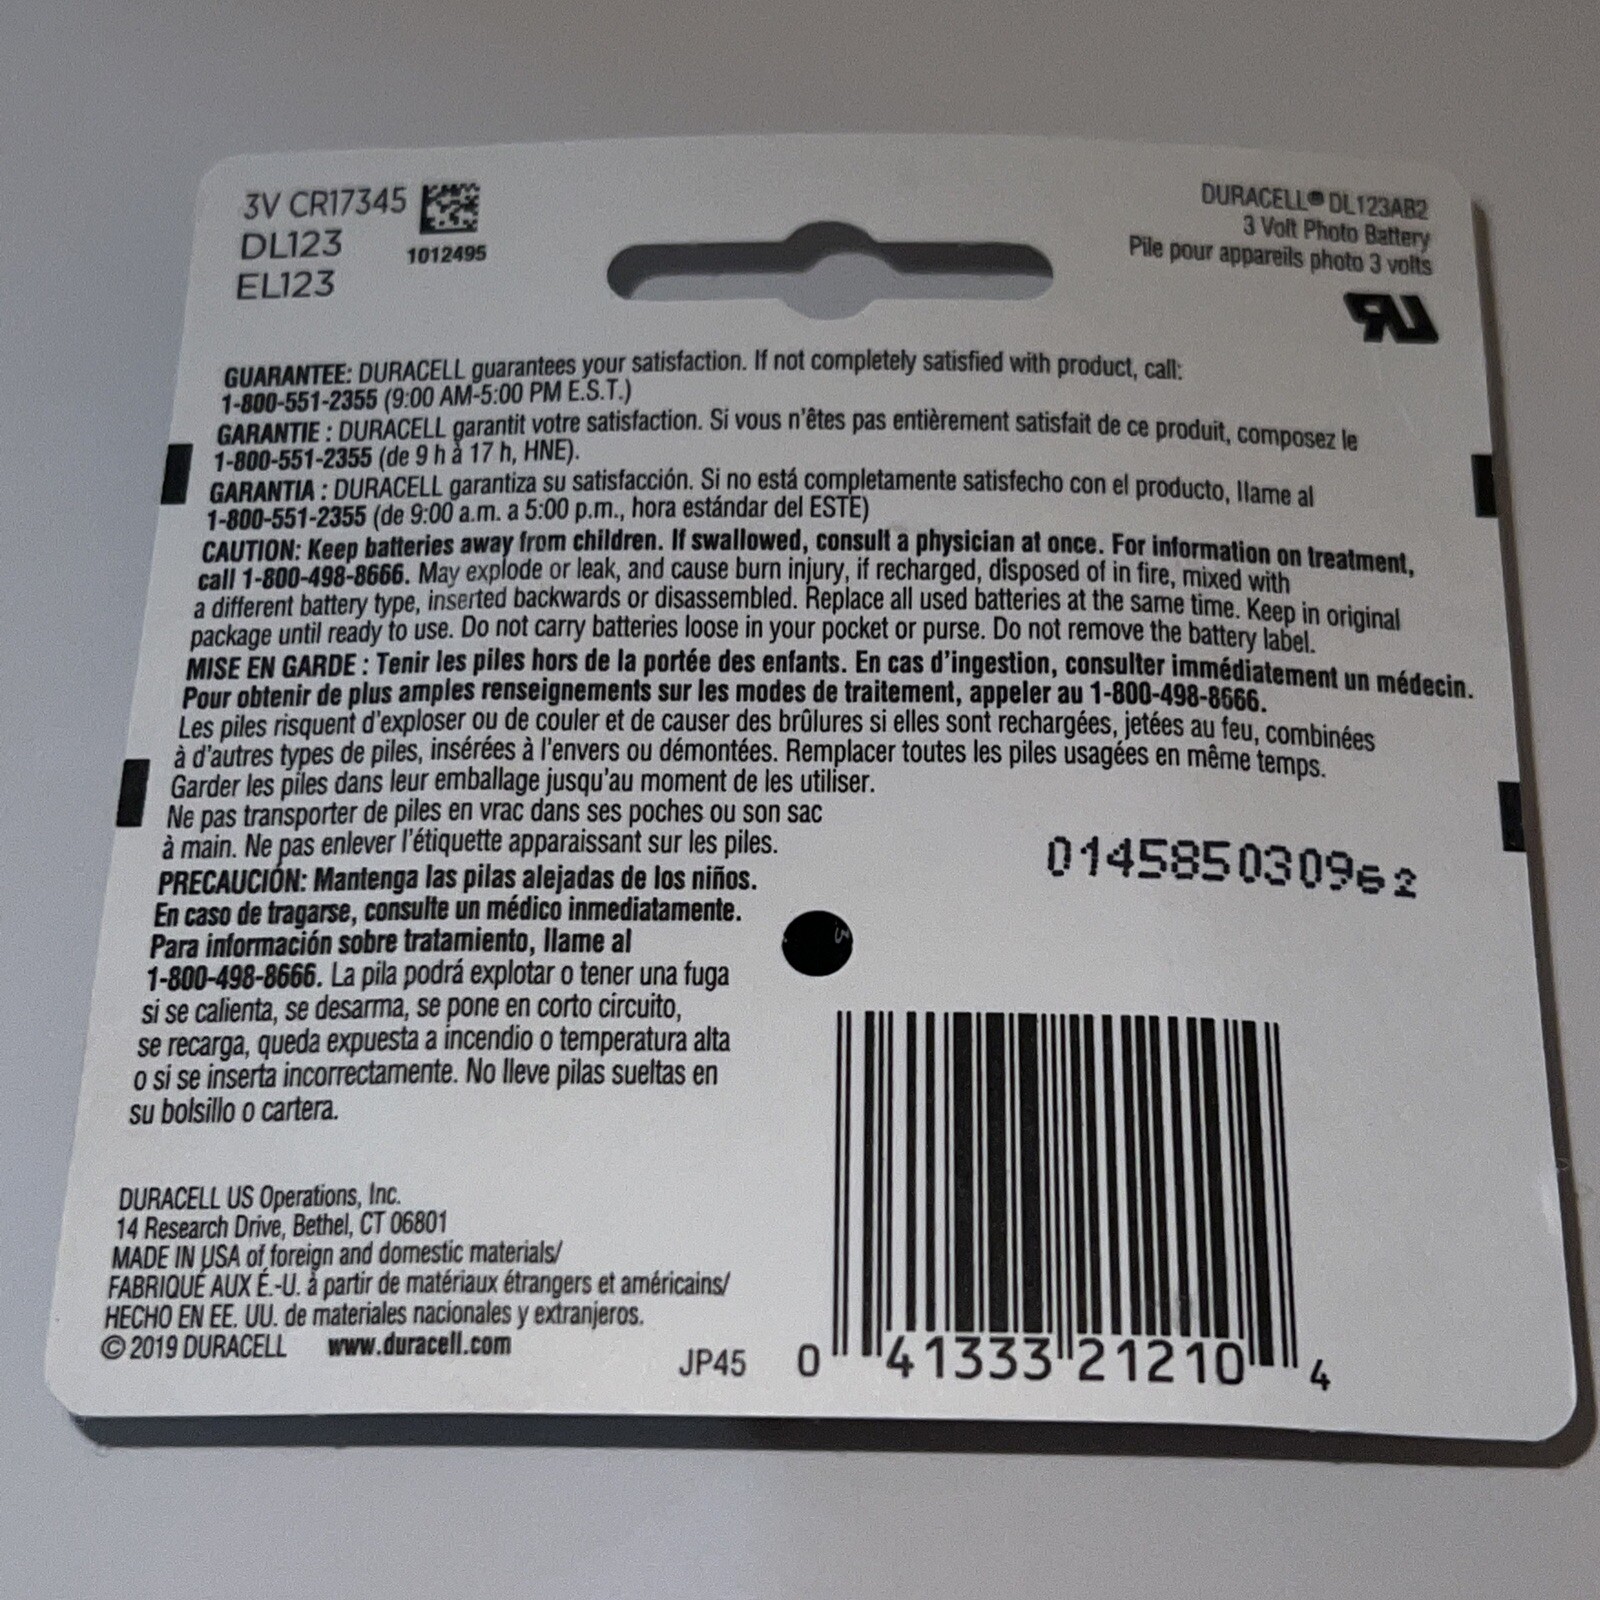 3V CR17345
DL123
EL123
1012495
DURACELL® DL123AB2
3 Volt Photo Battery
Pile pour appareils photo 3 volts
GUARANTEE: DURACELL guarantees your satisfaction. If not completely satisfied with product, call:
1-800-551-2355 (9:00 AM-5:00 PM E.S.T.)
GARANTIE : DURACELL garantit votre satisfaction. Si vous n'êtes pas entièrement satisfait de ce produit, composez le
1-800-551-2355 (de 9 h à 17 h, HNE).
GARANTIA : DURACELL garantiza su satisfacción. Si no está completamente satisfecho con el producto, llame al
1-800-551-2355 (de 9:00 a.m. a 5:00 p.m., hora estándar del ESTE)
CAUTION: Keep batteries away from children. If swallowed, consult a physician at once. For information on treatment,
call 1-800-498-8666. May explode or leak, and cause burn injury, if recharged, disposed of in fire, mixed with
a different battery type, inserted backwards or disassembled. Replace all used batteries at the same time. Keep in original
package until ready to use. Do not carry batteries loose in your pocket or purse. Do not remove the battery label.
MISE EN GARDE : Tenir les piles hors de la portée des enfants. En cas d'ingestion, consulter immédiatement un médecin.
Pour obtenir de plus amples renseignements sur les modes de traitement, appeler au 1-800-498-8666.
Les piles risquent d'exploser ou de couler et de causer des brûlures si elles sont rechargées, jetées au feu, combinées
à d'autres types de piles, insérées à l'envers ou démontées. Remplacer toutes les piles usagées en même temps.
Garder les piles dans leur emballage jusqu'au moment de les utiliser.
Ne pas transporter de piles en vrac dans ses poches ou son sac
à main. Ne pas enlever l'étiquette apparaissant sur les piles.
PRECAUCIÓN: Mantenga las pilas alejadas de los niños.
En caso de tragarse, consulte un médico inmediatamente.
Para información sobre tratamiento, llame al
1-800-498-8666. La pila podrá explotar o tener una fuga
si se calienta, se desarma, se pone en corto circuito,
se recarga, queda expuesta a incendio o temperatura alta
o si se inserta incorrectamente. No lleve pilas sueltas en
su bolsillo o cartera.
014585030962
DURACELL US Operations, Inc.
14 Research Drive, Bethel, CT 06801
MADE IN USA of foreign and domestic materials/
FABRIQUÉ AUX É.-U. à partir de matériaux étrangers et américains/
HECHO EN EE. UU. de materiales nacionales y extranjeros.
© 2019 DURACELL www.duracell.com
JP45
0 41333 21210 4